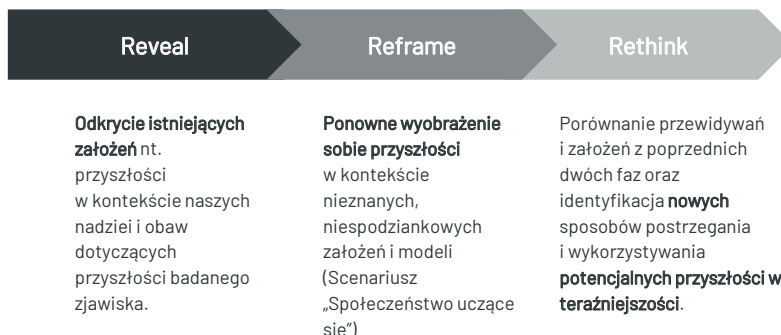 Reveal
Reframe
Rethink
Odkrycie istniejących
założeń nt.
przyszłości
w kontekście naszych
nadziei i obaw
dotyczących
przyszłości badanego
zjawiska.
Ponowne wyobrażenie
sobie przyszłości
w kontekście
nieznanych,
niespodziankowych
założeń i modeli
(Scenariusz
„Społeczeństwo uczące
się”)
Porównanie przewidywań
i założeń z poprzednich
dwóch faz oraz
identyfikacja nowych
sposobów postrzegania
i wykorzystywania
potencjalnych przyszłości w
teraźniejszości.